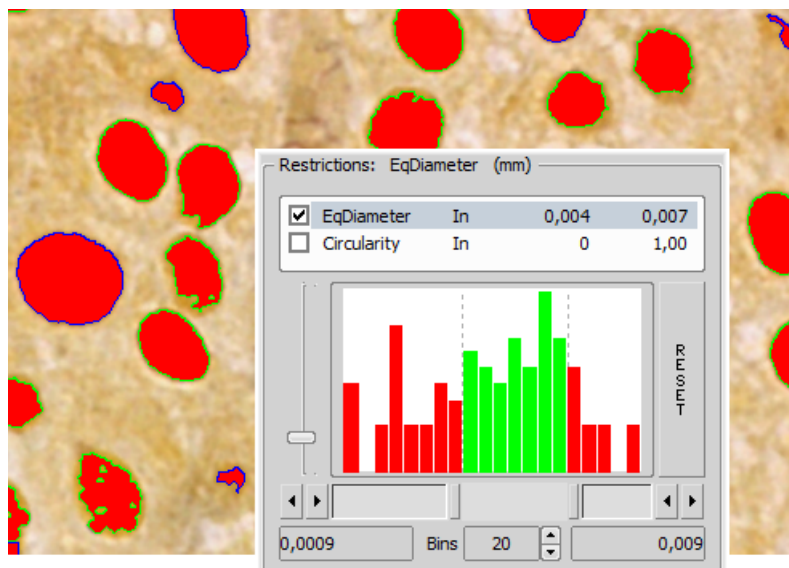 Restrictions: EqDiameter (mm)
EqDiameter In 0,004 0,007
Circularity In 0 1,00
RESET
0,0009 Bins 20 0,009